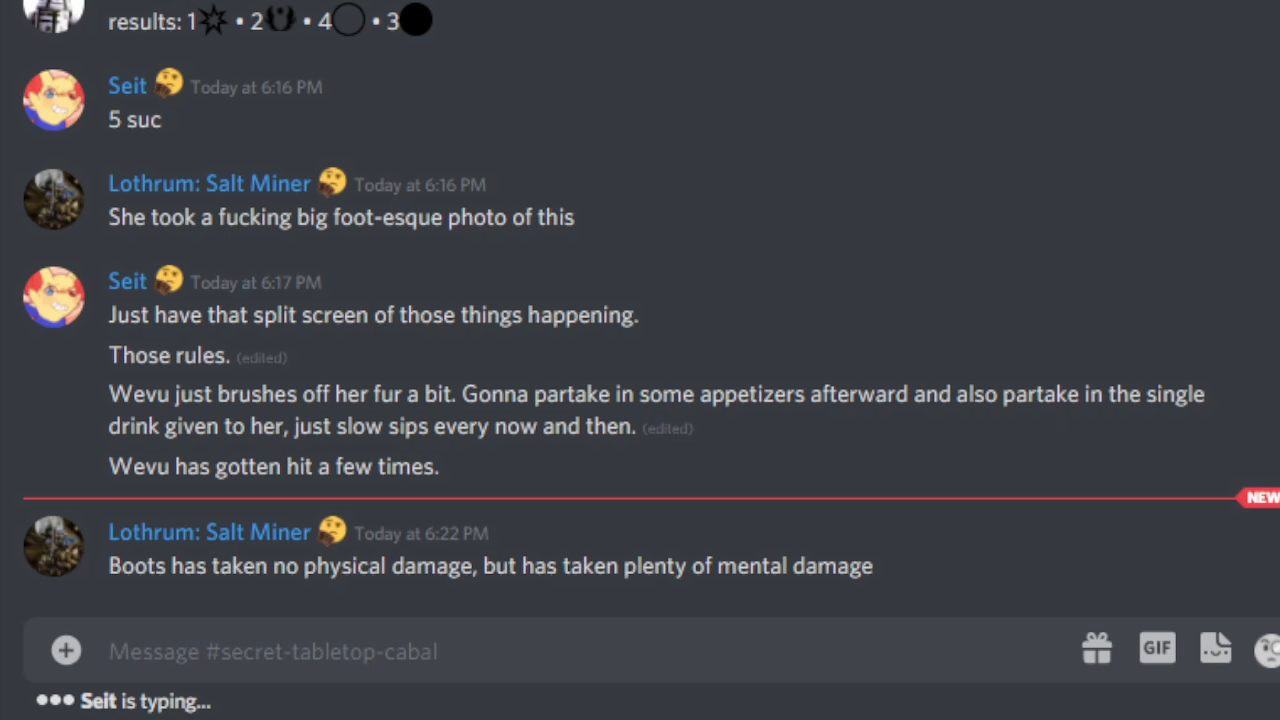 results: 1 • 2 • 4 • 3
Seit Today at 6:16 PM
5 suc
Lothrum: Salt Miner Today at 6:16 PM
She took a fucking big foot-esque photo of this
Seit Today at 6:17 PM
Just have that split screen of those things happening.
Those rules. (edited)
Wevu just brushes off her fur a bit. Gonna partake in some appetizers afterward and also partake in the single
drink given to her, just slow sips every now and then. (edited)
Wevu has gotten hit a few times.
NEW
Lothrum: Salt Miner Today at 6:22 PM
Boots has taken no physical damage, but has taken plenty of mental damage
Message #secret-tabletop-cabal
GIF
Seit is typing...